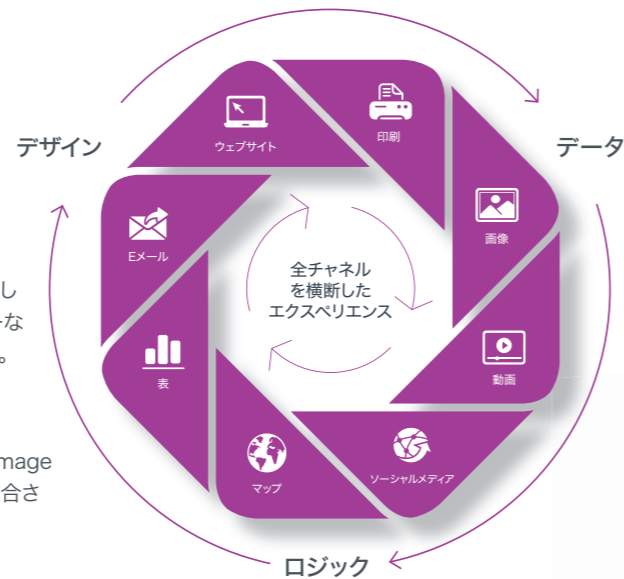 デザイン
データ
ロジック
ウェブサイト
印刷
画像
動画
ソーシャルメディア
マップ
表
Eメール
全チャネル
を横断した
エクスペリエンス
し
な
。
mage
合さ